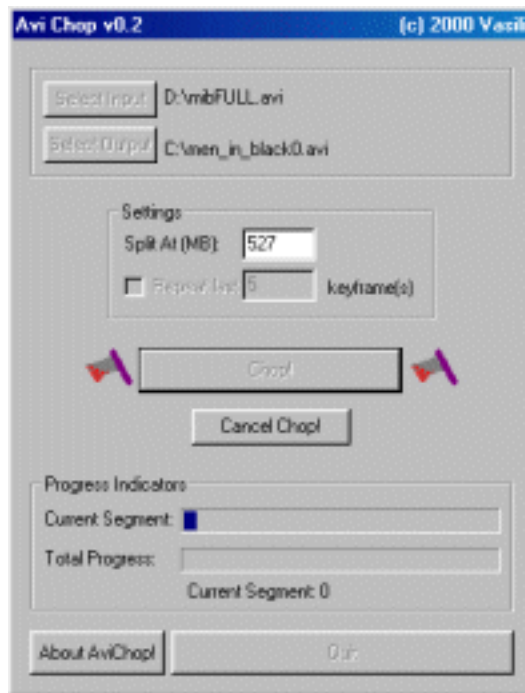 Avi Chop v0.2 (c) 2000 Vasili
Select Input D:\mibFULL.avi
Select Output C:\men_in_black0.avi
Settings
Split At (MB): 527
Repeat last 5 keyframe(s)
Chop!
Cancel Chop!
Progress Indicators
Current Segment:
Total Progress:
Current Segment: 0
About AviChop! Quit